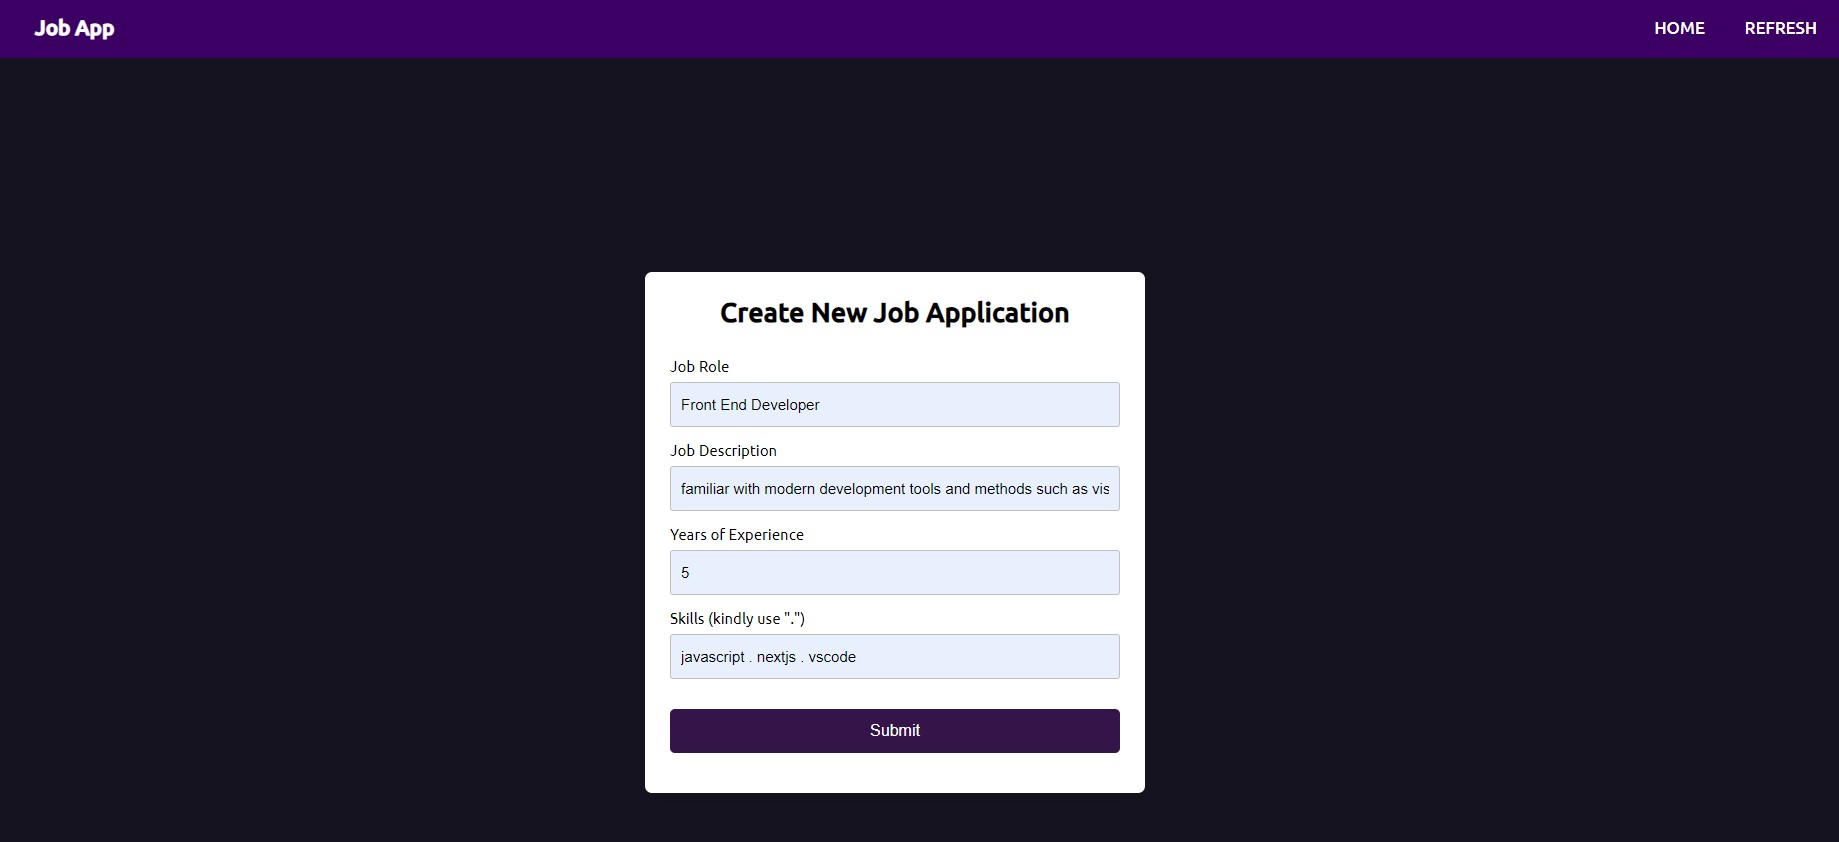 Job App
HOME
REFRESH
Create New Job Application
Job Role
Front End Developer
Job Description
familiar with modern development tools and methods such as vis
Years of Experience
5
Skills (kindly use ".")
javascript . nextjs . vscode
Submit